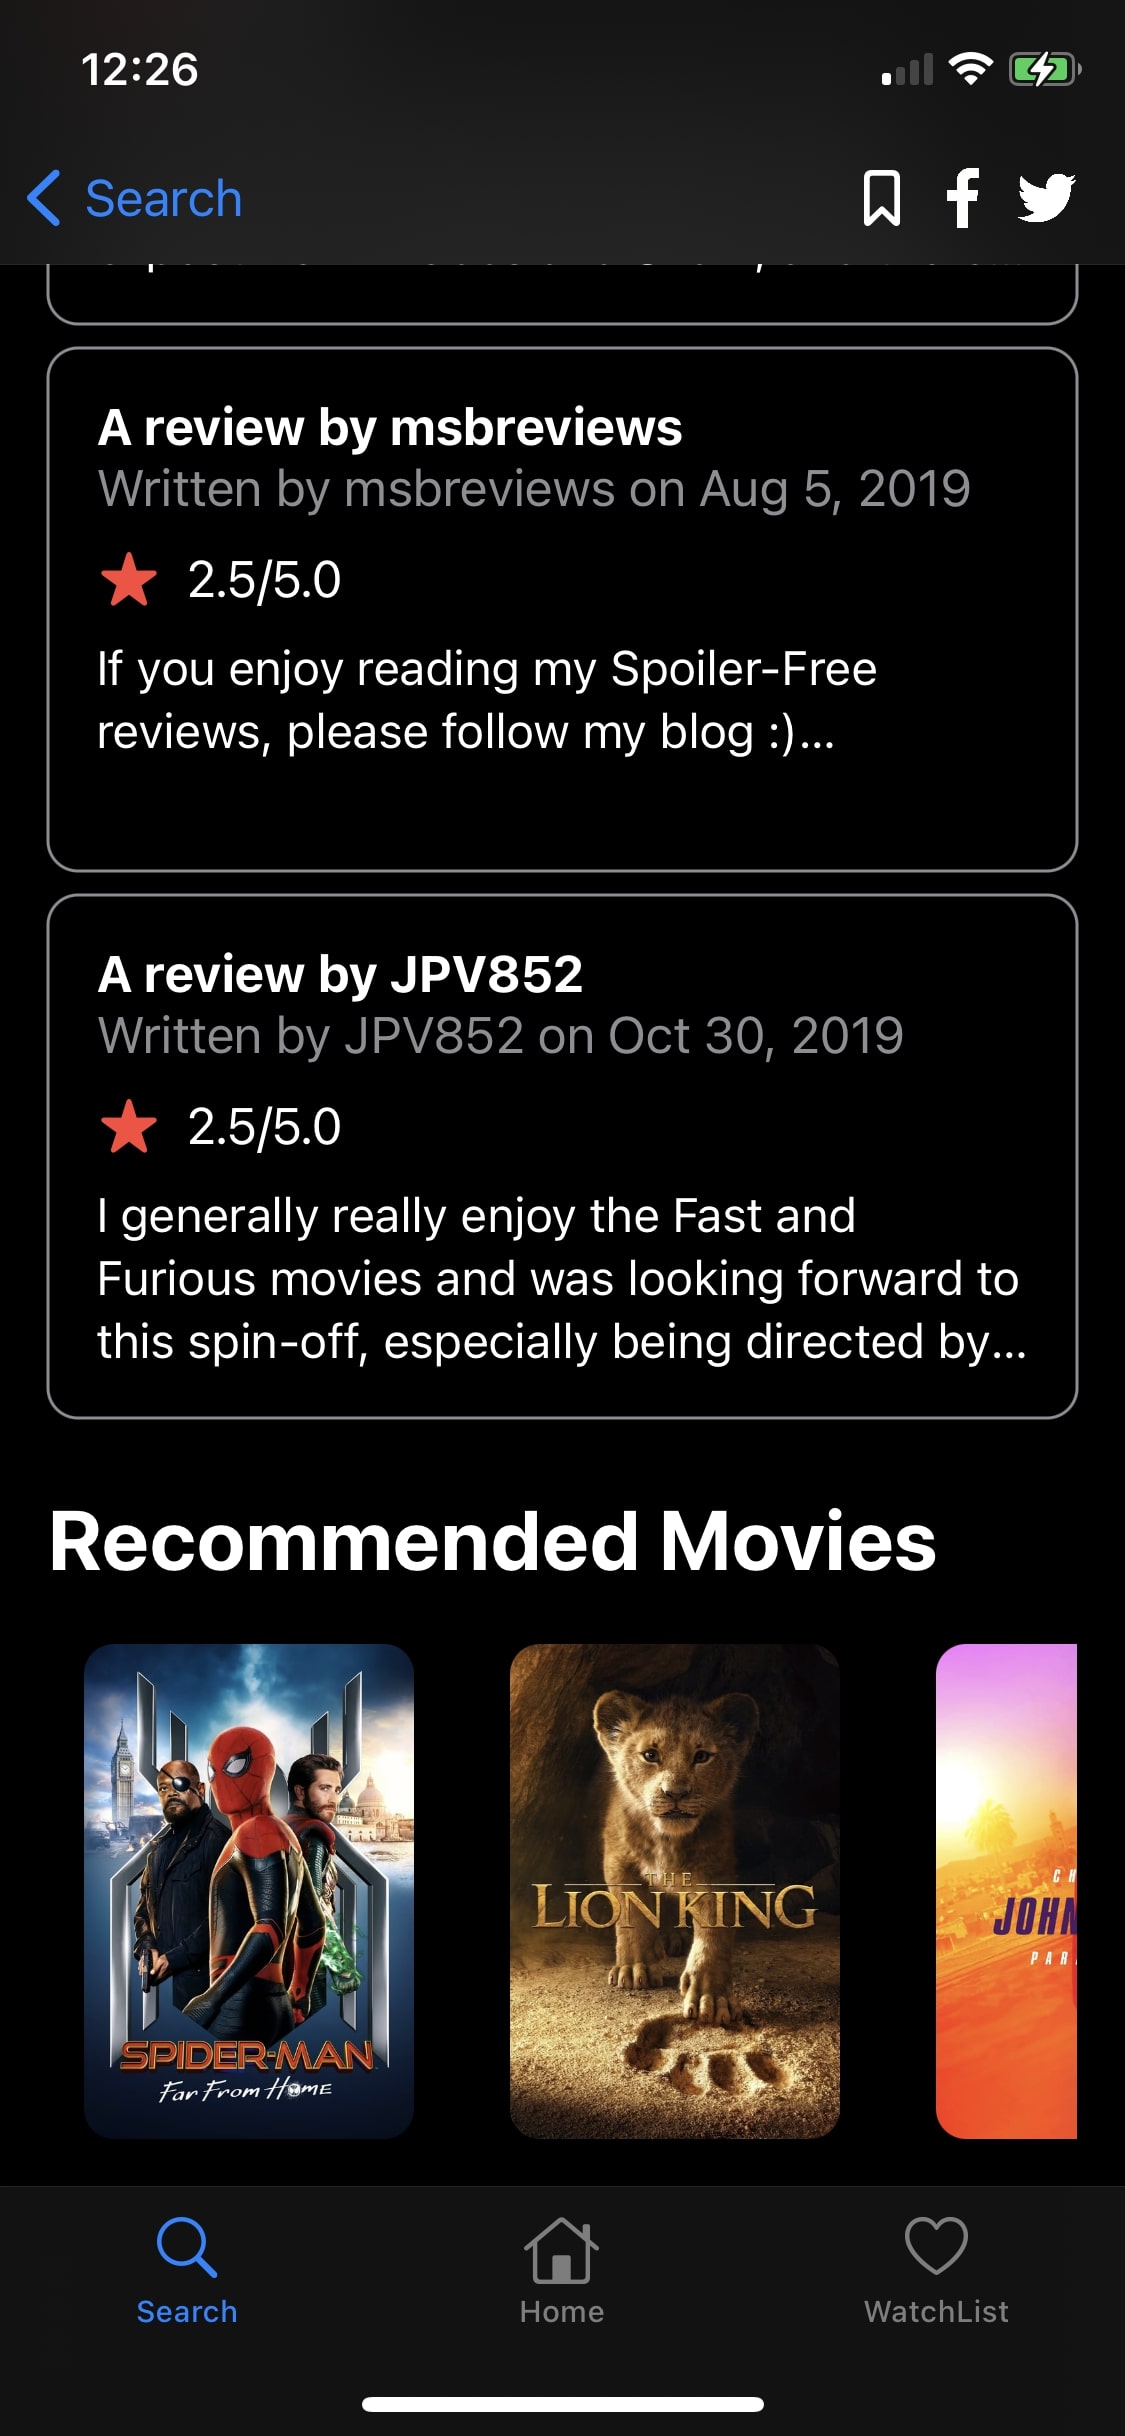 12:26
Search
A review by msbreviews
Written by msbreviews on Aug 5, 2019
2.5/5.0
If you enjoy reading my Spoiler-Free
reviews, please follow my blog :)...
A review by JPV852
Written by JPV852 on Oct 30, 2019
2.5/5.0
I generally really enjoy the Fast and
Furious movies and was looking forward to
this spin-off, especially being directed by...
Recommended Movies
SPIDER-MAN
Far From Home
THE
LION KING
JOHN
Search
Home
WatchList